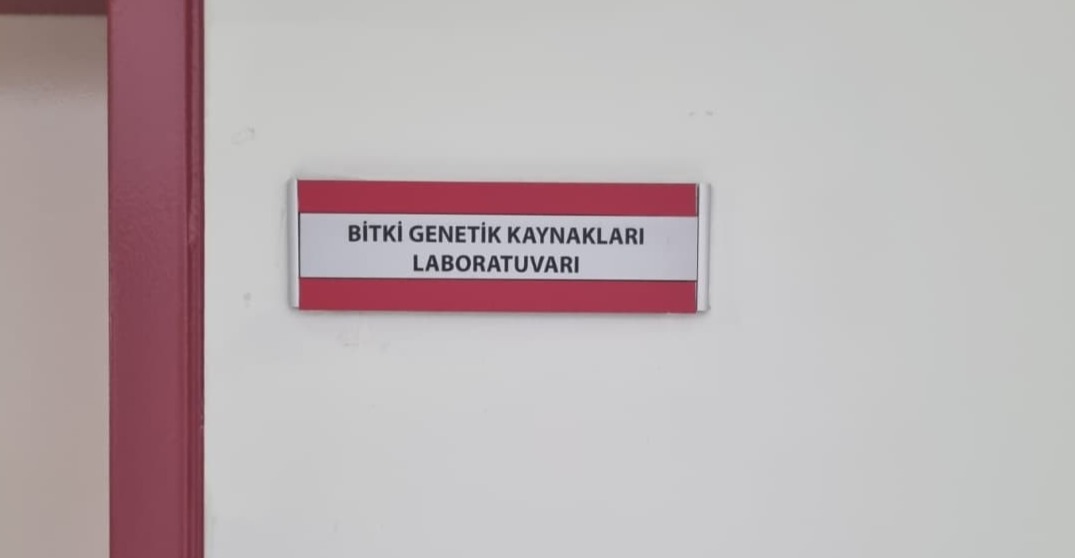 BİTKİ GENETİK KAYNAKLARI
LABORATUVARI